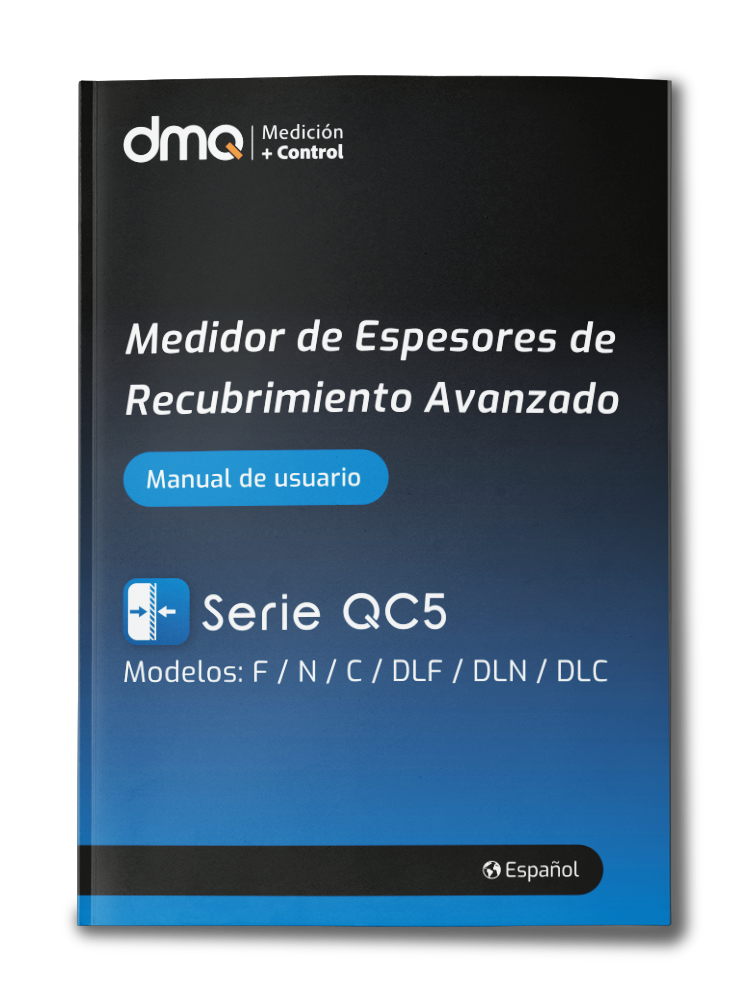 dmq
Medición
+ Control
Medidor de Espesores de
Recubrimiento Avanzado
Manual de usuario
Serie QC5
Modelos: F / N / C / DLF / DLN / DLC
Español